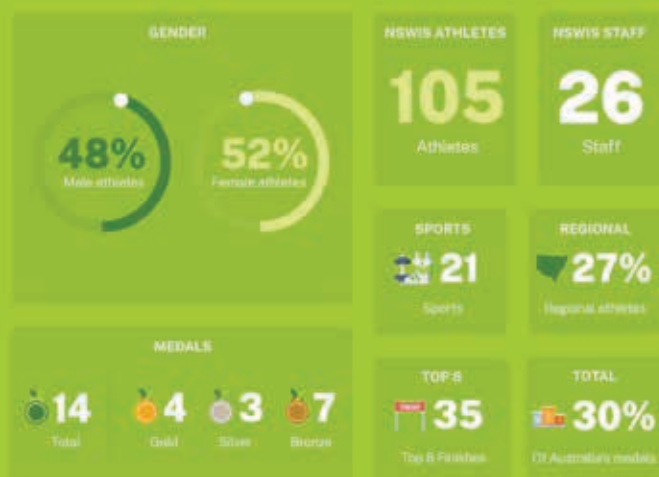 GENDER
48%
Male athletes
52%
Female athletes
NSWIS ATHLETES
105
Athletes
NSWIS STAFF
26
Staff
SPORTS
21
Sports
REGIONAL
27%
Regional athletes
MEDALS
14
Total
4
Gold
3
Silver
7
Bronze
TOP 8
35
Top 8 Finishes
TOTAL
30%
Of Australia's medals